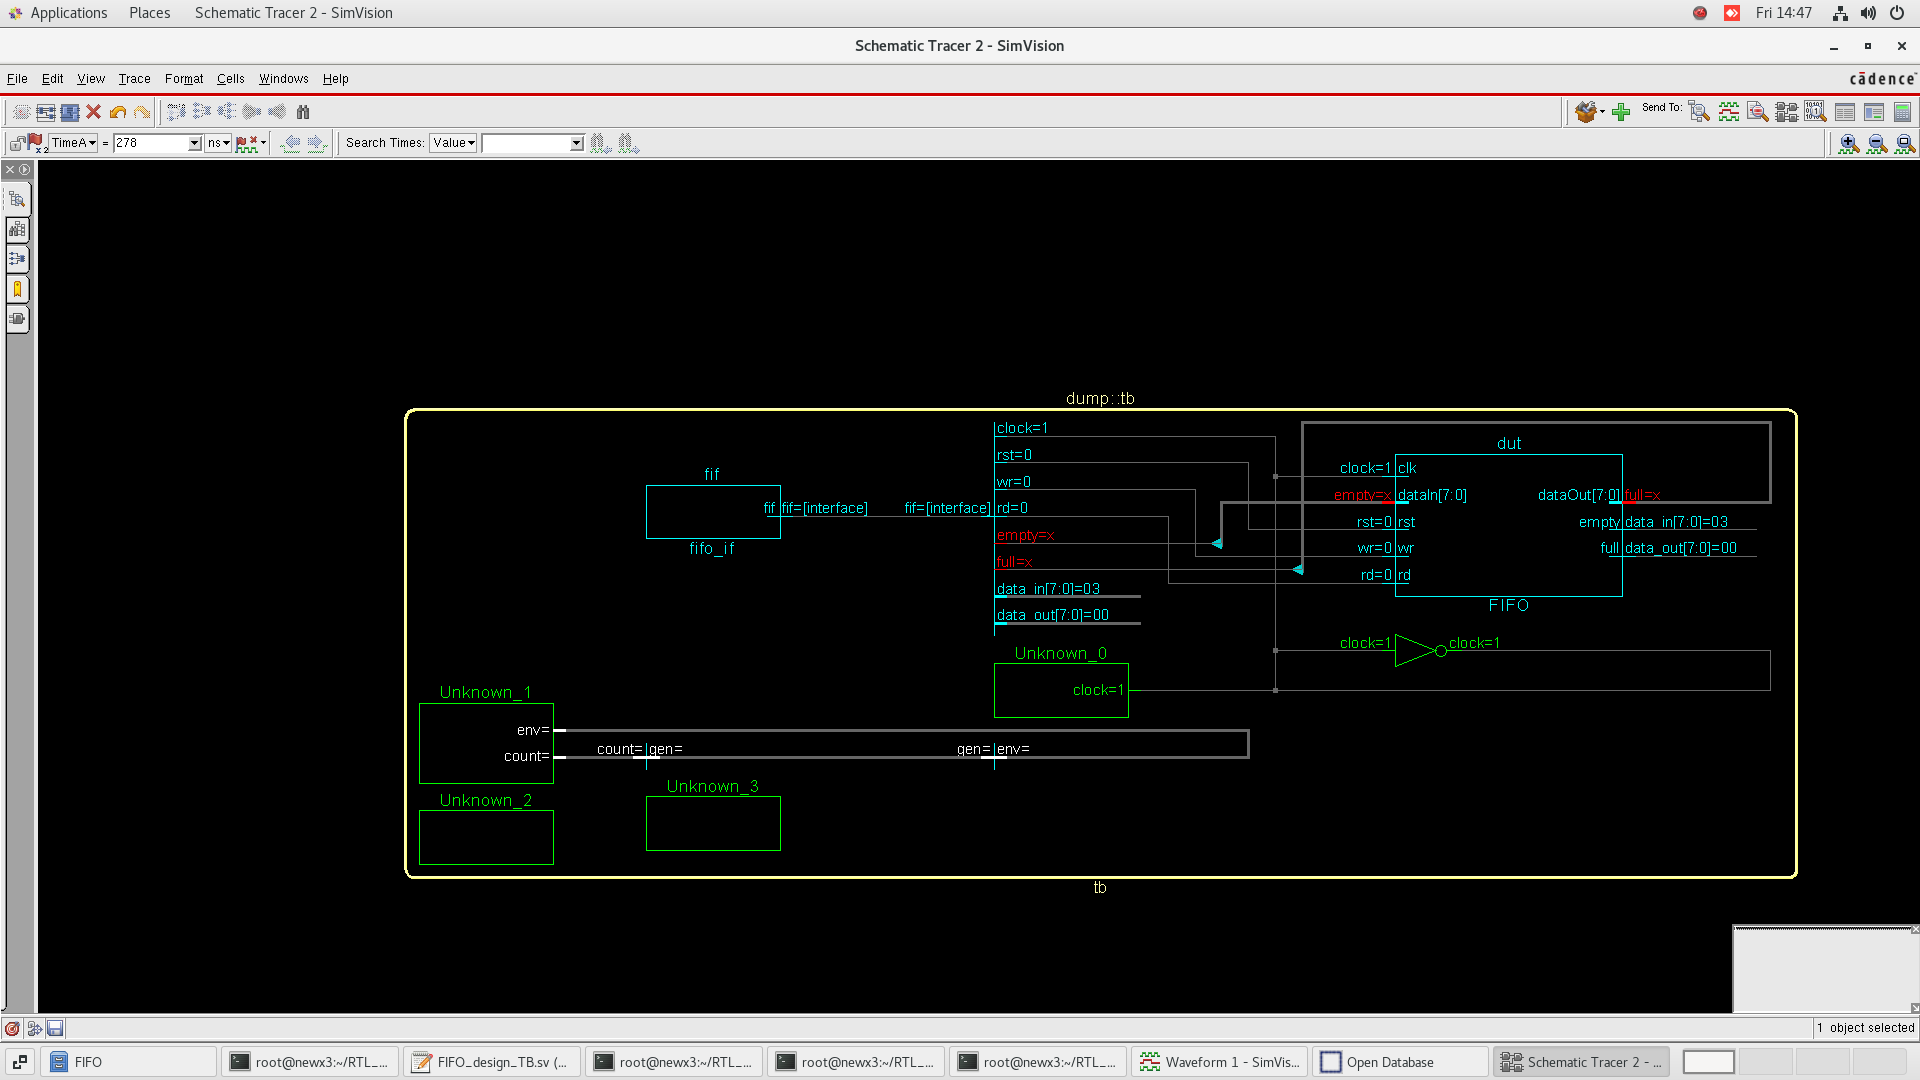 Applications Places Schematic Tracer 2 - SimVision Fri 14:47
Schematic Tracer 2 - SimVision
File Edit View Trace Format Cells Windows Help cādence
Send To:
TimeA = 278 ns Search Times: Value
dump::tb
clock=1
dut
rst=0
clock=1 clk
fif
wr=0
empty=x dataIn[7:0] dataOut[7:0] full=x
fif fif=[interface] fif=[interface] rd=0
rst=0 rst empty data_in[7:0]=03
empty=x
fifo_if
wr=0 wr full data_out[7:0]=00
full=x
rd=0 rd
data_in[7:0]=03
FIFO
data_out[7:0]=00
clock=1 clock=1
Unknown_0
clock=1
Unknown_1
env=
count= count= gen= gen= env=
Unknown_3
Unknown_2
tb
1 object selected
FIFO root@newx3:~/RTL_... FIFO_design_TB.sv (... root@newx3:~/RTL_... root@newx3:~/RTL_... root@newx3:~/RTL_... Waveform 1 - SimVis... Open Database Schematic Tracer 2 - ...